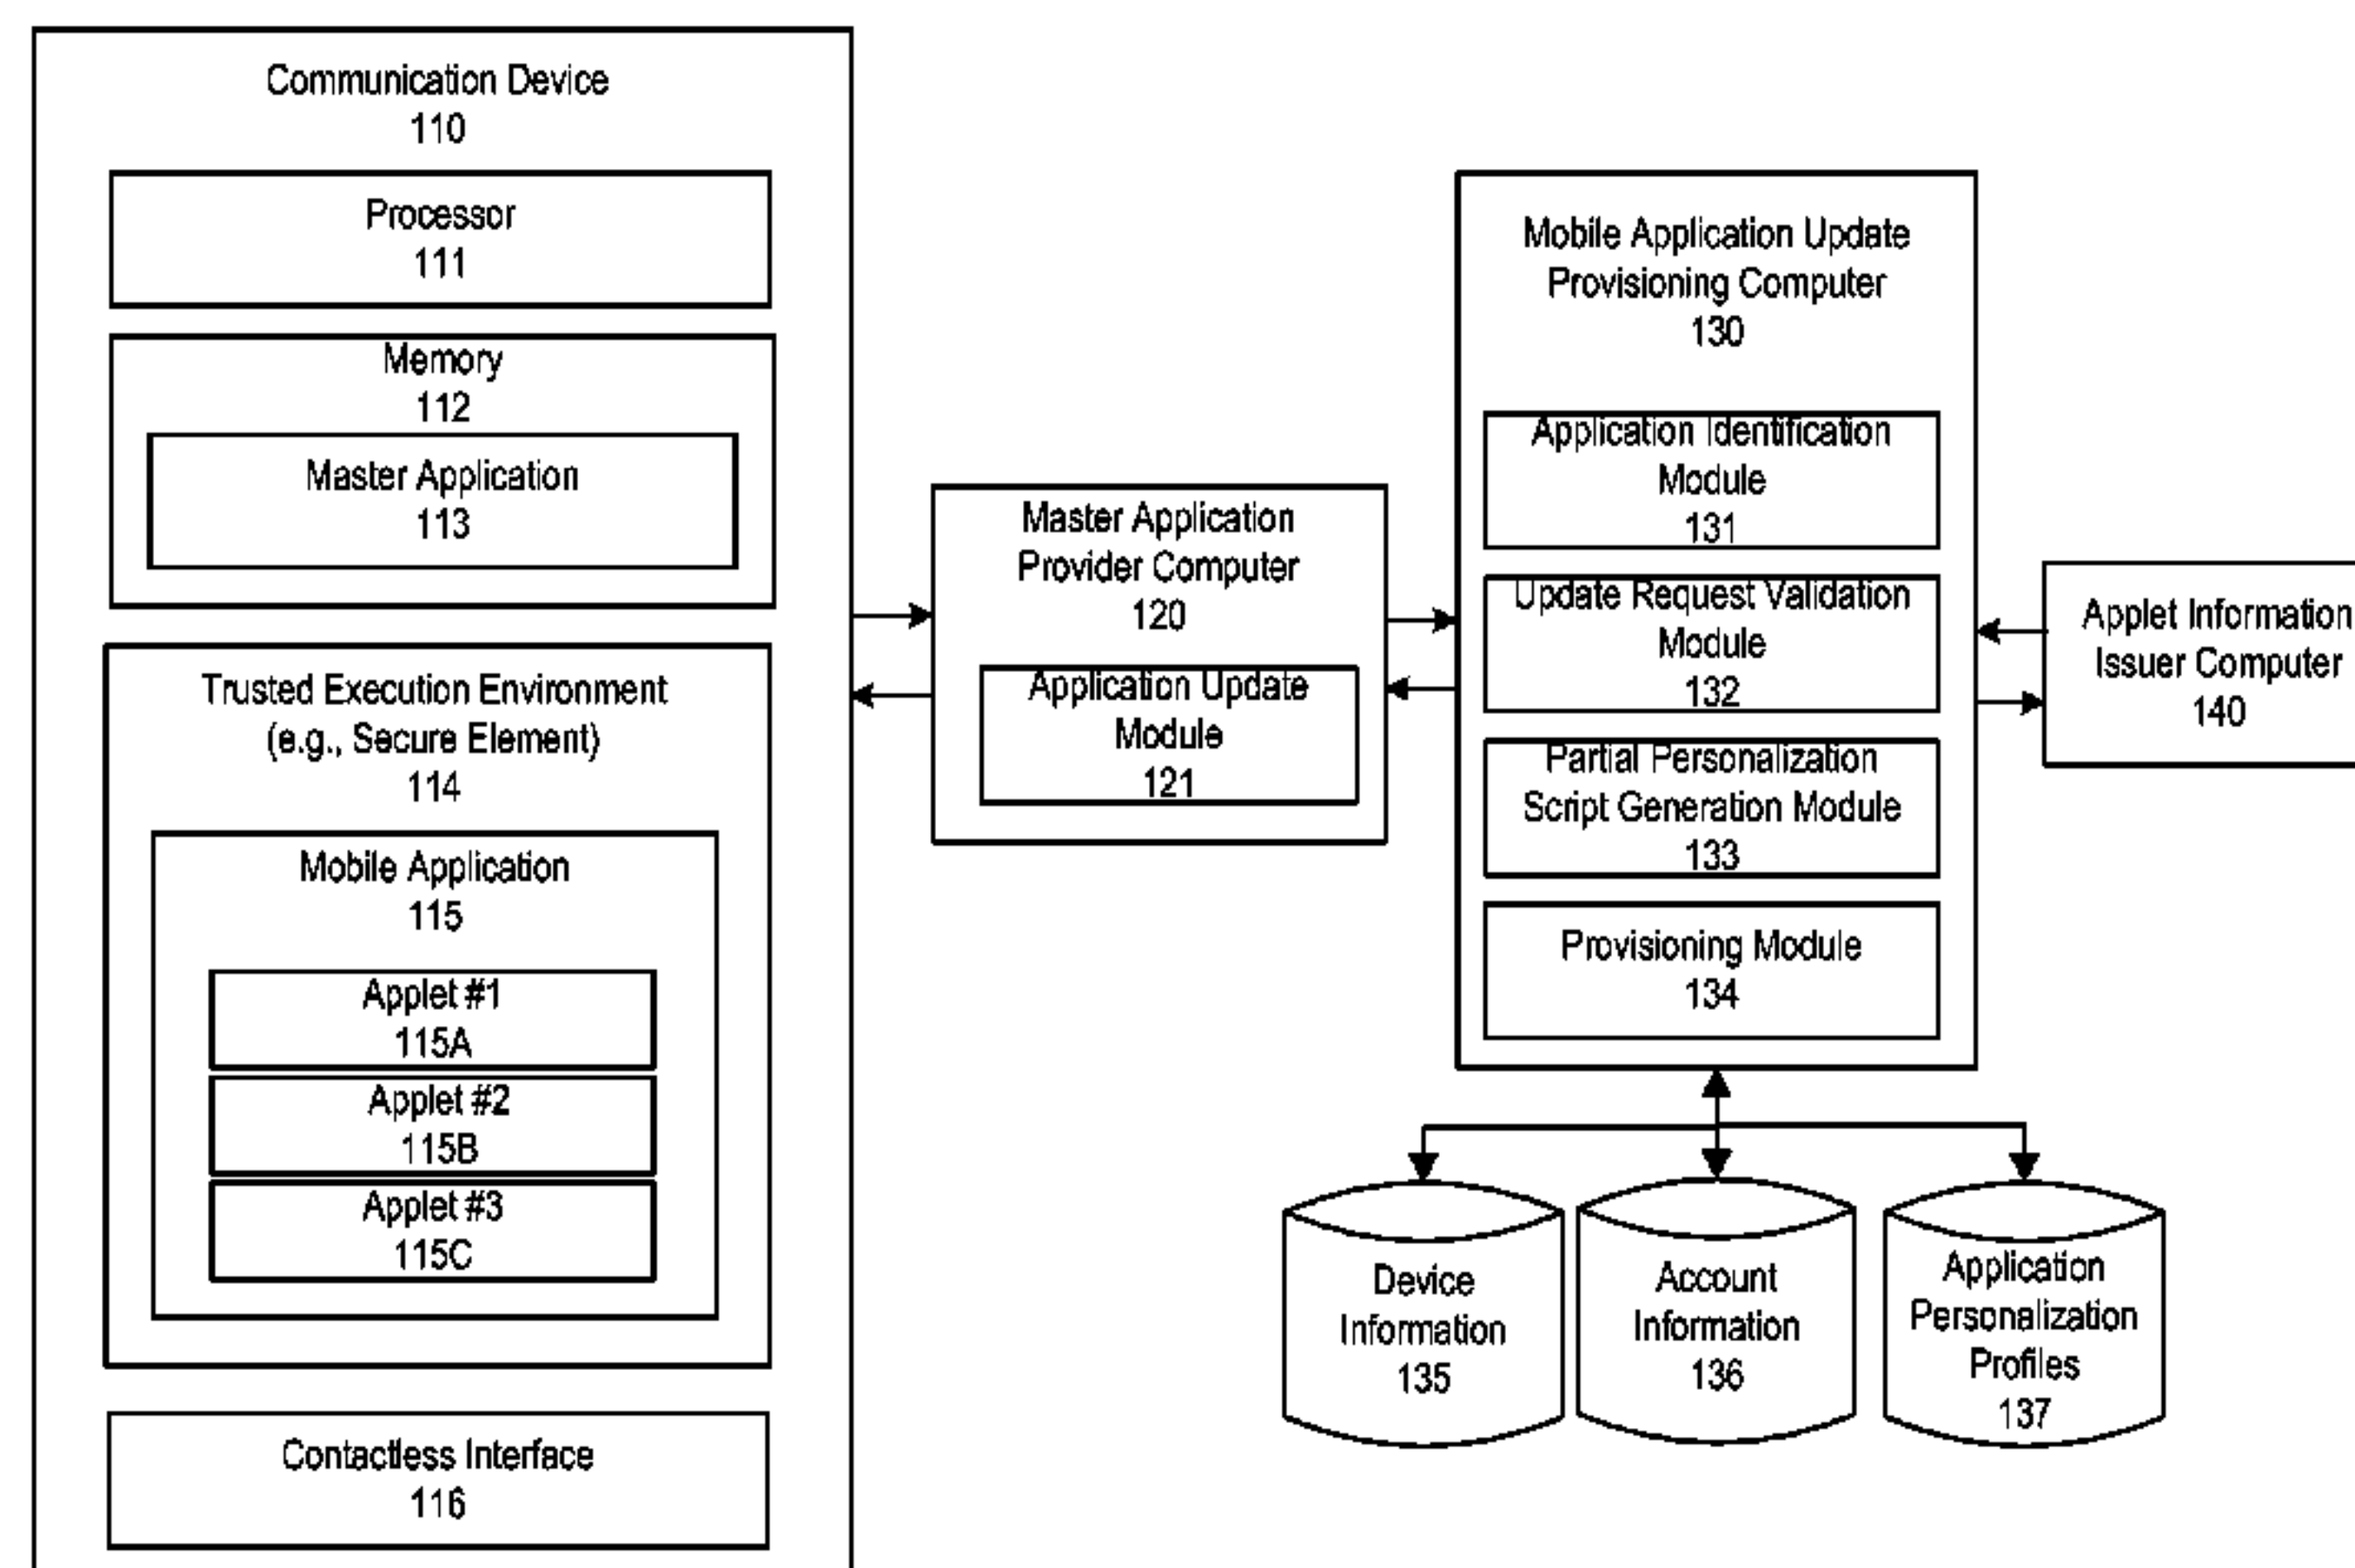 Communication Device
110
Processor
111
Memory
112
Master Application
113
Trusted Execution Environment
(e.g., Secure Element)
114
Mobile Application
115
Applet #1
115A
Applet #2
115B
Applet #3
115C
Contactless Interface
116
Master Application
Provider Computer
120
Application Update
Module
121
Mobile Application Update
Provisioning Computer
130
Application Identification
Module
131
Update Request Validation
Module
132
Partial Personalization
Script Generation Module
133
Provisioning Module
134
Applet Information
Issuer Computer
140
Device
Information
135
Account
Information
136
Application
Personalization
Profiles
137